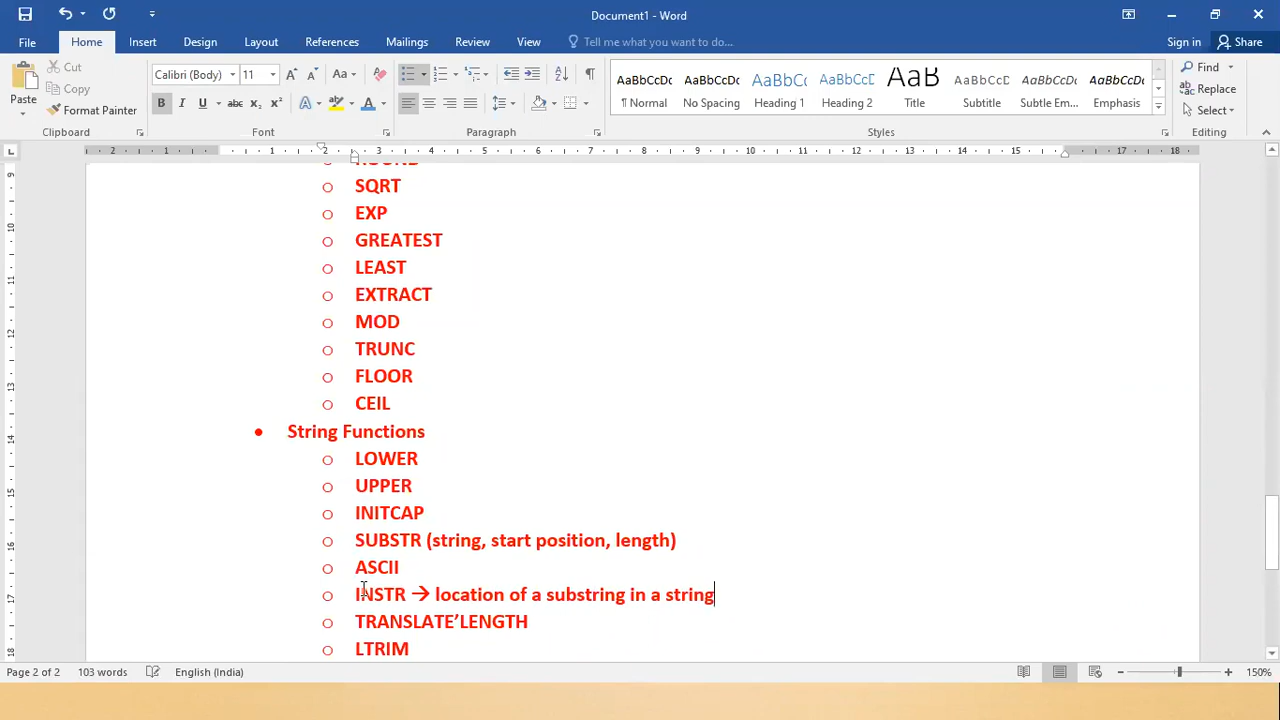 Document1 - Word
File Home Insert Design Layout References Mailings Review View Tell me what you want to do... Sign in Share
Cut
Copy
Format Painter
Paste
Calibri (Body) 11
Find
Replace
Select
AaBbCcDc AaBbCcDc AaBbCcDc AaBbCcD AaB AaBbCcDc AaBbCcDc AaBbCcDc
¶ Normal No Spacing Heading 1 Heading 2 Title Subtitle Subtle Em... Emphasis
Clipboard Font Paragraph Styles Editing
SQRT
EXP
GREATEST
LEAST
EXTRACT
MOD
TRUNC
FLOOR
CEIL
String Functions
LOWER
UPPER
INITCAP
SUBSTR (string, start position, length)
ASCII
INSTR → location of a substring in a string
TRANSLATE’LENGTH
LTRIM
Page 2 of 2 103 words English (India) 150%